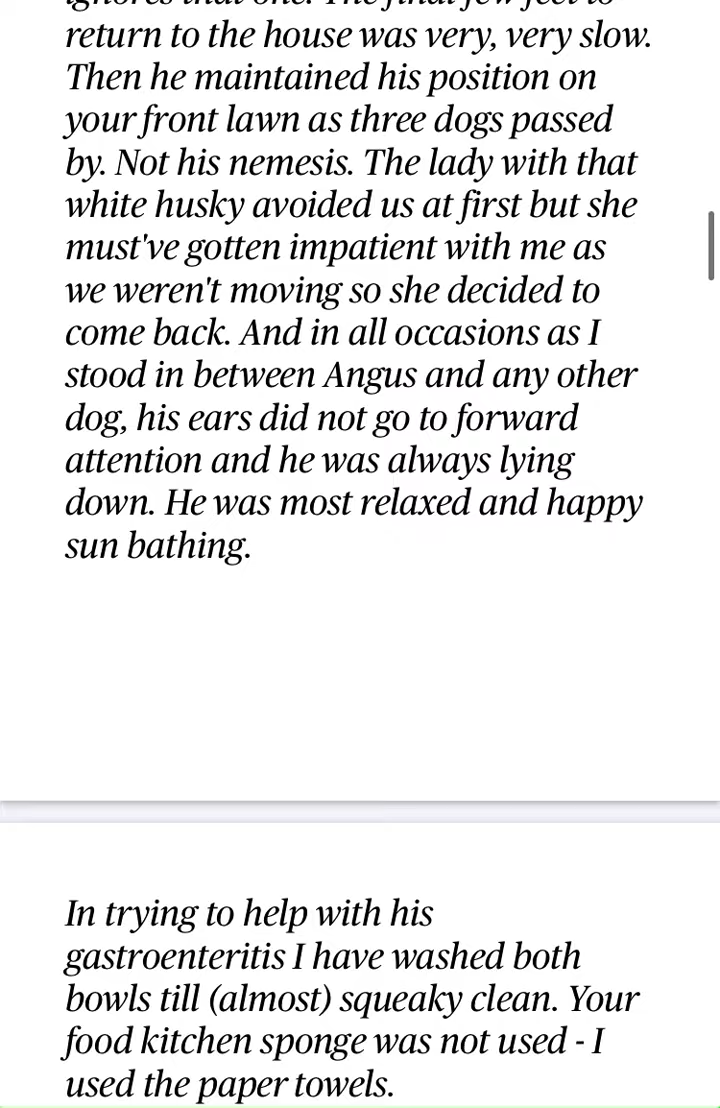 return to the house was very, very slow.
Then he maintained his position on
your front lawn as three dogs passed
by. Not his nemesis. The lady with that
white husky avoided us at first but she
must've gotten impatient with me as
we weren't moving so she decided to
come back. And in all occasions as I
stood in between Angus and any other
dog, his ears did not go to forward
attention and he was always lying
down. He was most relaxed and happy
sun bathing.
In trying to help with his
gastroenteritis I have washed both
bowls till (almost) squeaky clean. Your
food kitchen sponge was not used - I
used the paper towels.